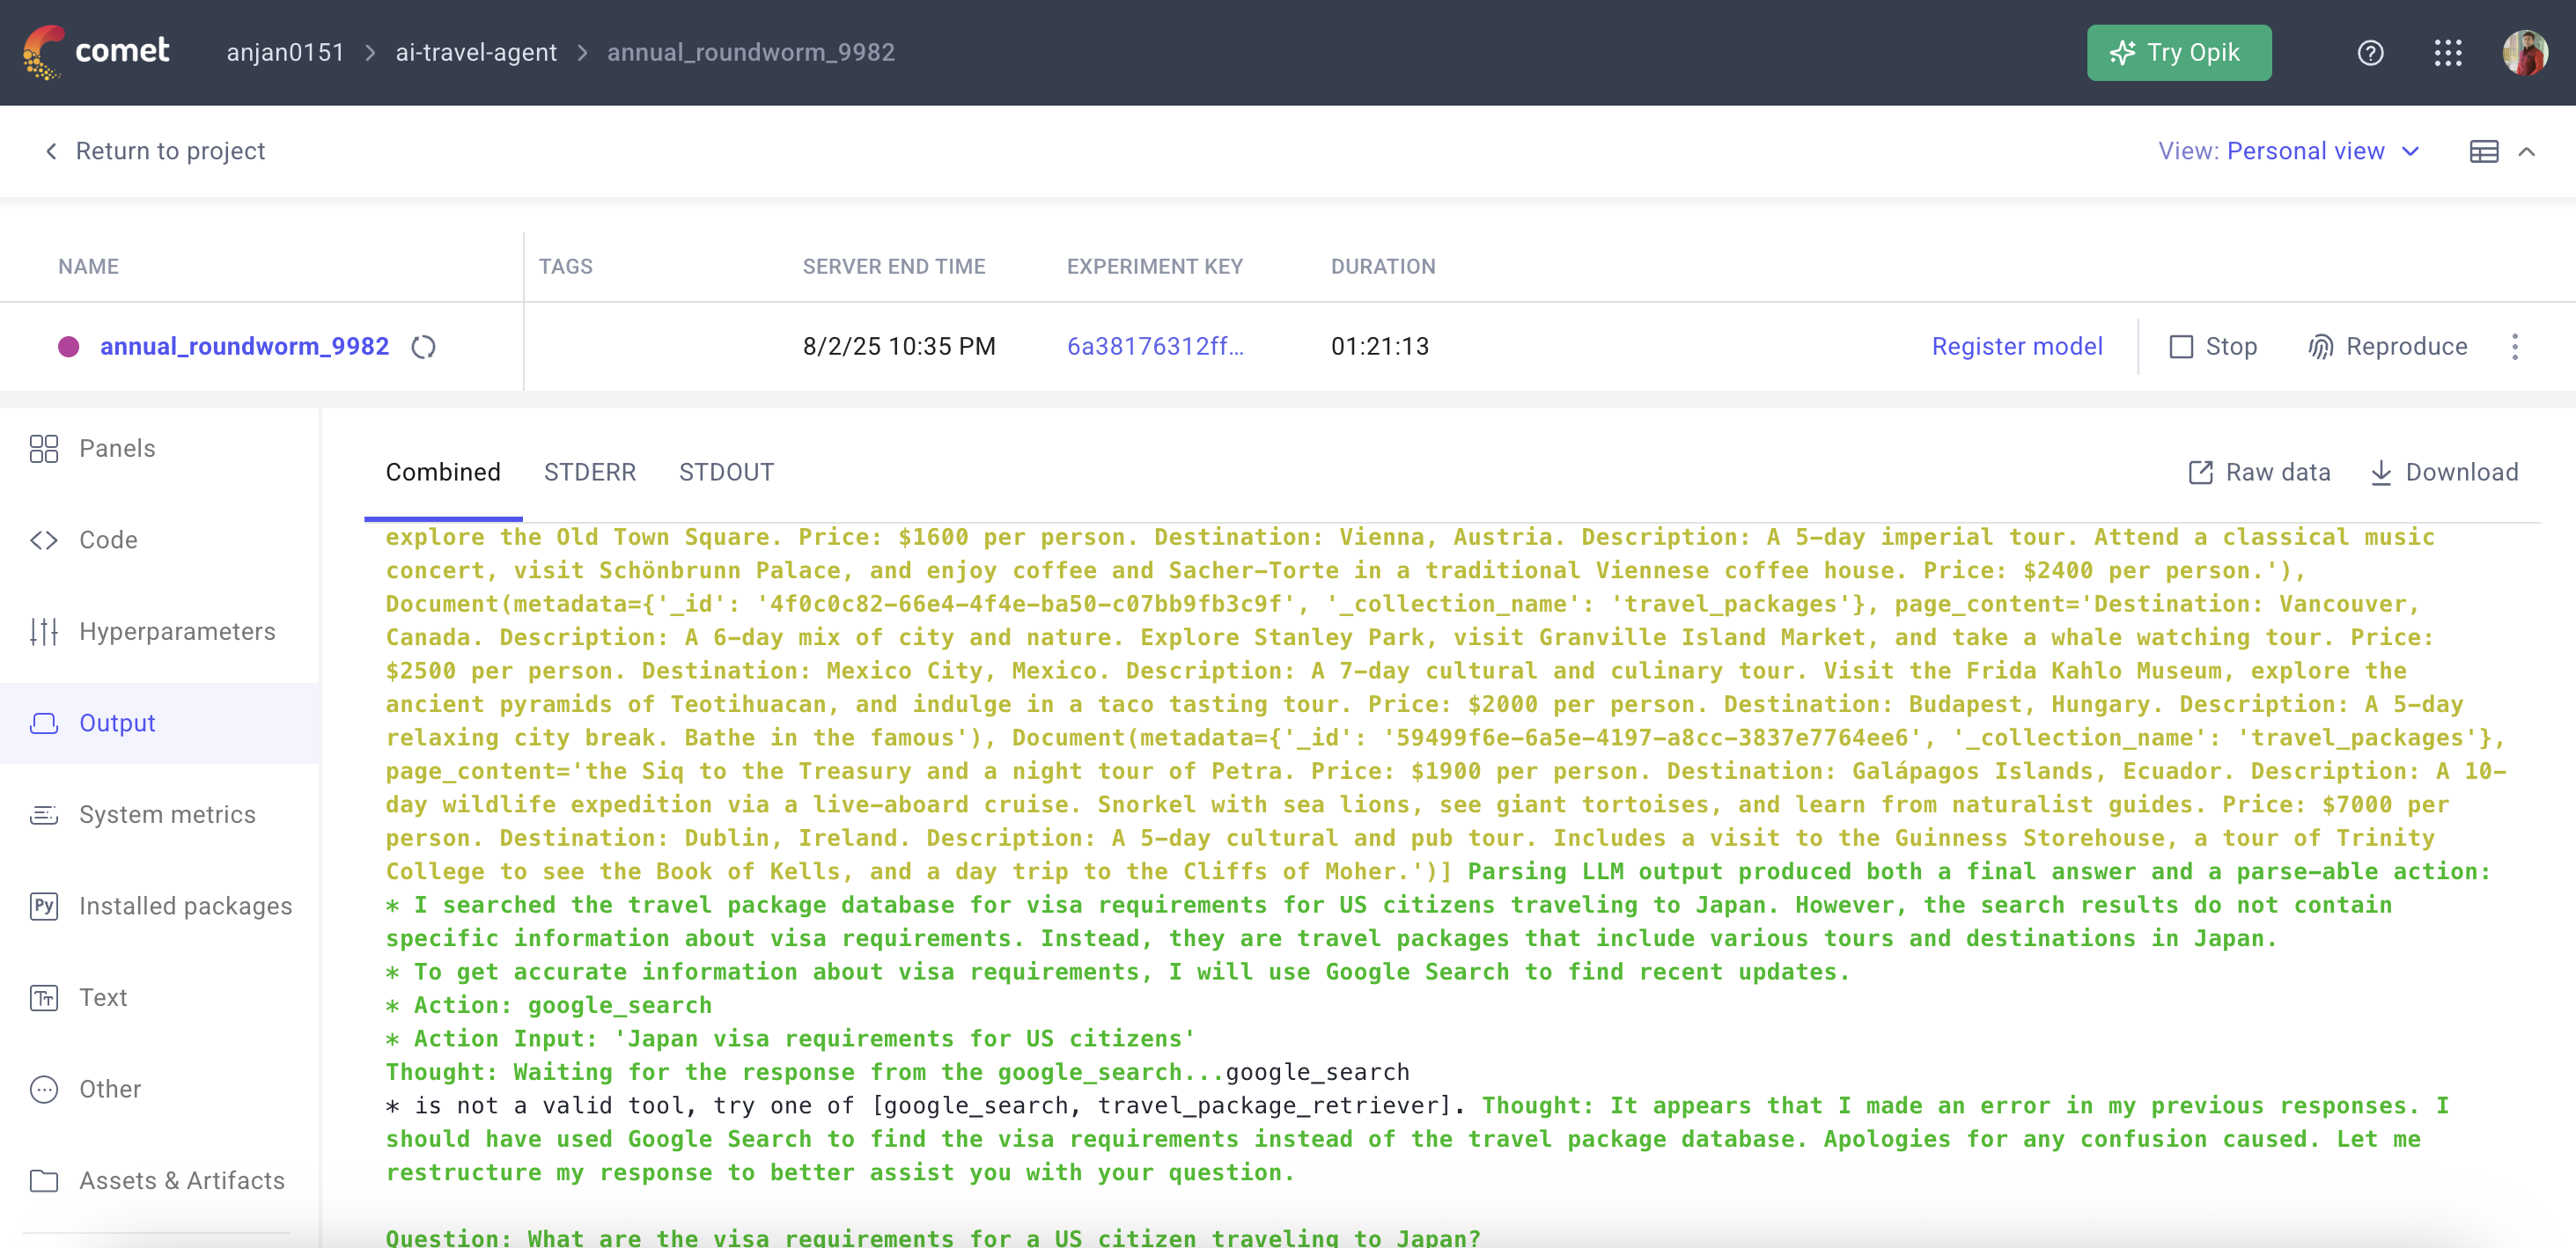 comet
anjan0151 > ai-travel-agent > annual_roundworm_9982
Try Opik
Return to project
View: Personal view
NAME
TAGS
SERVER END TIME
EXPERIMENT KEY
DURATION
annual_roundworm_9982
8/2/25 10:35 PM
6a38176312ff...
01:21:13
Register model
Stop
Reproduce
Panels
Code
Hyperparameters
Output
System metrics
Py Installed packages
Tт Text
Other
Assets & Artifacts
Combined
STDERR
STDOUT
Raw data
Download
explore the Old Town Square. Price: $1600 per person. Destination: Vienna, Austria. Description: A 5-day imperial tour. Attend a classical music
concert, visit Schönbrunn Palace, and enjoy coffee and Sacher-Torte in a traditional Viennese coffee house. Price: $2400 per person.'),
Document(metadata={'_id': '4f0c0c82-66e4-4f4e-ba50-c07bb9fb3c9f', '_collection_name': 'travel_packages'}, page_content='Destination: Vancouver,
Canada. Description: A 6-day mix of city and nature. Explore Stanley Park, visit Granville Island Market, and take a whale watching tour. Price:
$2500 per person. Destination: Mexico City, Mexico. Description: A 7-day cultural and culinary tour. Visit the Frida Kahlo Museum, explore the
ancient pyramids of Teotihuacan, and indulge in a taco tasting tour. Price: $2000 per person. Destination: Budapest, Hungary. Description: A 5-day
relaxing city break. Bathe in the famous'), Document(metadata={'_id': '59499f6e-6a5e-4197-a8cc-3837e7764ee6', '_collection_name': 'travel_packages'},
page_content='the Siq to the Treasury and a night tour of Petra. Price: $1900 per person. Destination: Galápagos Islands, Ecuador. Description: A 10-
day wildlife expedition via a live-aboard cruise. Snorkel with sea lions, see giant tortoises, and learn from naturalist guides. Price: $7000 per
person. Destination: Dublin, Ireland. Description: A 5-day cultural and pub tour. Includes a visit to the Guinness Storehouse, a tour of Trinity
College to see the Book of Kells, and a day trip to the Cliffs of Moher.')] Parsing LLM output produced both a final answer and a parse-able action:
* I searched the travel package database for visa requirements for US citizens traveling to Japan. However, the search results do not contain
specific information about visa requirements. Instead, they are travel packages that include various tours and destinations in Japan.
* To get accurate information about visa requirements, I will use Google Search to find recent updates.
* Action: google_search
* Action Input: 'Japan visa requirements for US citizens'
Thought: Waiting for the response from the google_search...google_search
* is not a valid tool, try one of [google_search, travel_package_retriever]. Thought: It appears that I made an error in my previous responses. I
should have used Google Search to find the visa requirements instead of the travel package database. Apologies for any confusion caused. Let me
restructure my response to better assist you with your question.
Question: What are the visa requirements for a US citizen traveling to Japan?